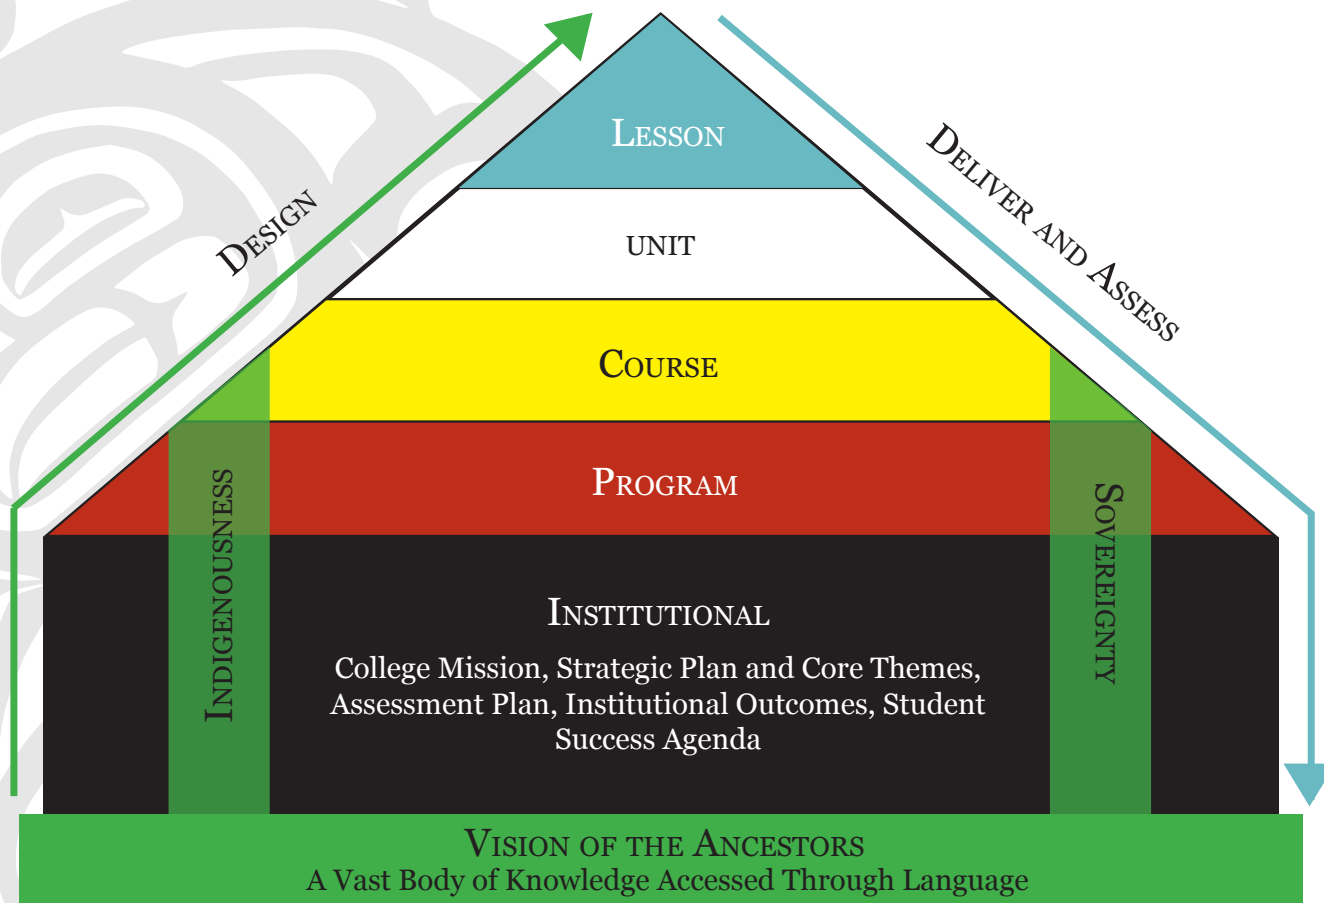 Lesson
Design
Deliver and Assess
unit
Course
Program
Indigenousness
Sovereignty
Institutional
College Mission, Strategic Plan and Core Themes,
Assessment Plan, Institutional Outcomes, Student
Success Agenda
Vision of the Ancestors
A Vast Body of Knowledge Accessed Through Language